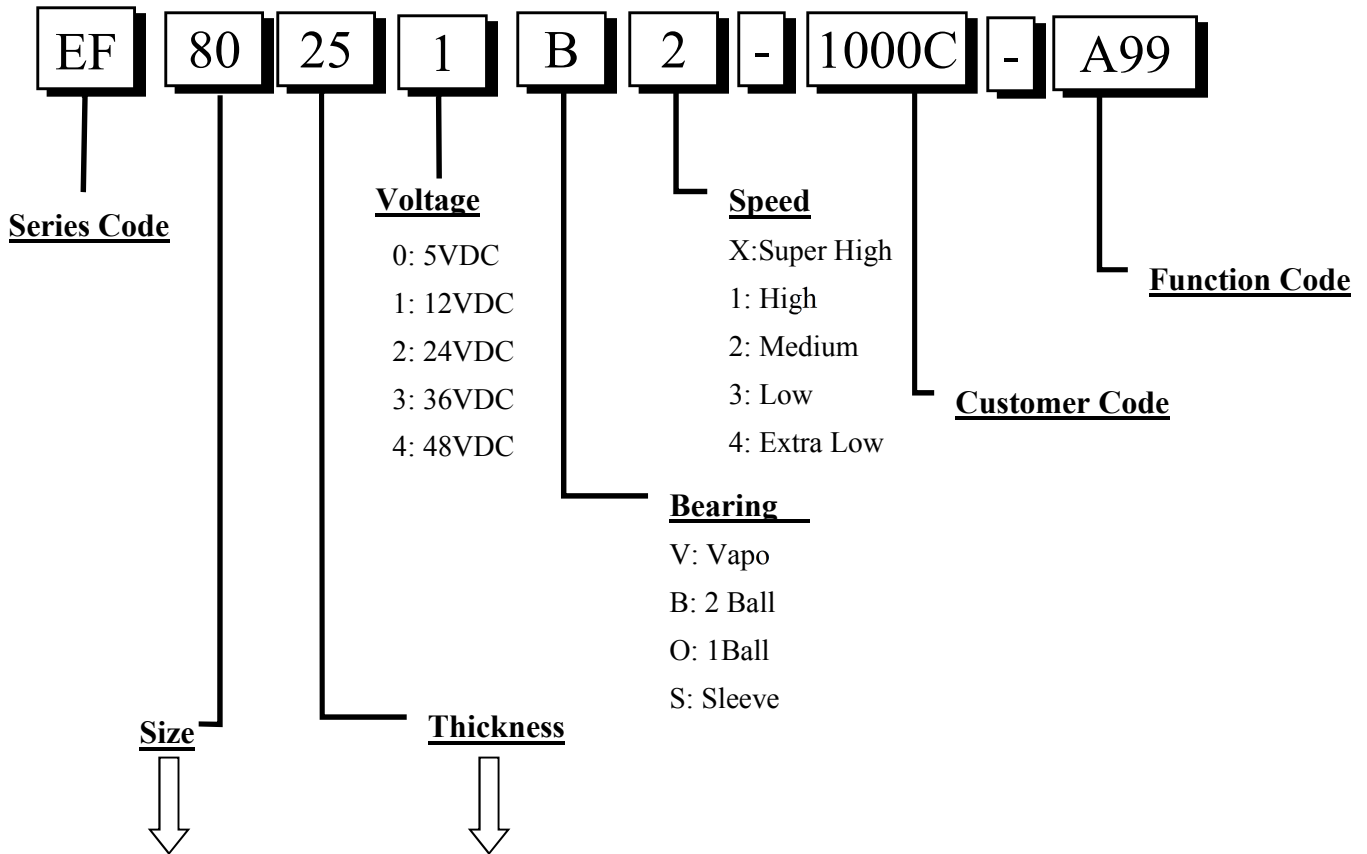 EF 80 25 1 B 2 - 1000C - A99
Series Code
Voltage
0: 5VDC
1: 12VDC
2: 24VDC
3: 36VDC
4: 48VDC
Speed
X:Super High
1: High
2: Medium
3: Low
4: Extra Low
Function Code
Customer Code
Bearing
V: Vapo
B: 2 Ball
O: 1Ball
S: Sleeve
Size
Thickness